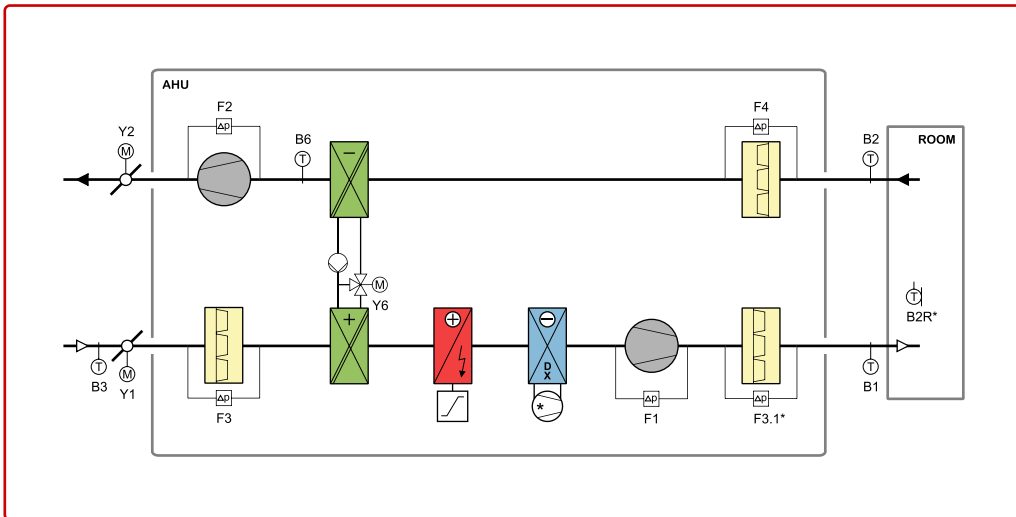 AHU
F2
F4
Y2
B6
B2
ROOM
M
Δp
T
Δp
T
−
M
Y6
T
B2R*
+
+
−
D
X
T
B3
M
Y1
Δp
F3
*
Δp
F1
Δp
F3.1*
T
B1